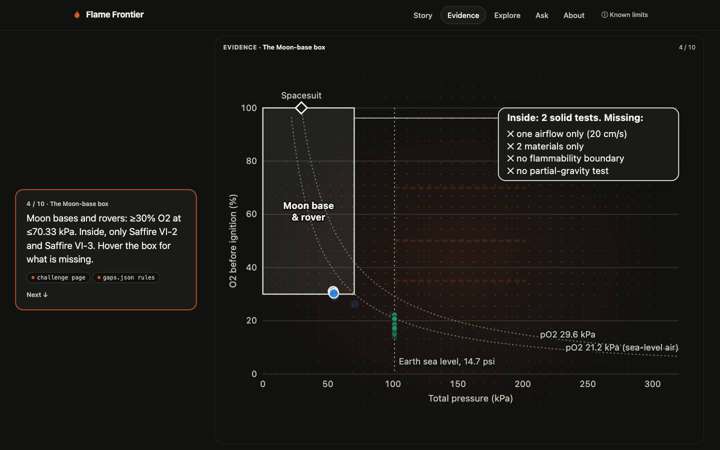 Flame Frontier
Story Evidence Explore Ask About ⓘ Known limits
EVIDENCE · The Moon-base box
4 / 10
4 / 10 · The Moon-base box
Moon bases and rovers: ≥30% O2 at
≤70.33 kPa. Inside, only Saffire VI-2
and Saffire VI-3. Hover the box for
what is missing.
challenge page gaps.json rules
Next ↓
Spacesuit
Inside: 2 solid tests. Missing:
✕ one airflow only (20 cm/s)
✕ 2 materials only
✕ no flammability boundary
✕ no partial-gravity test
Moon base
& rover
O2 before ignition (%)
100
80
60
40
20
0
pO2 29.6 kPa
pO2 21.2 kPa (sea-level air)
Earth sea level, 14.7 psi
0 50 100 150 200 250 300
Total pressure (kPa)